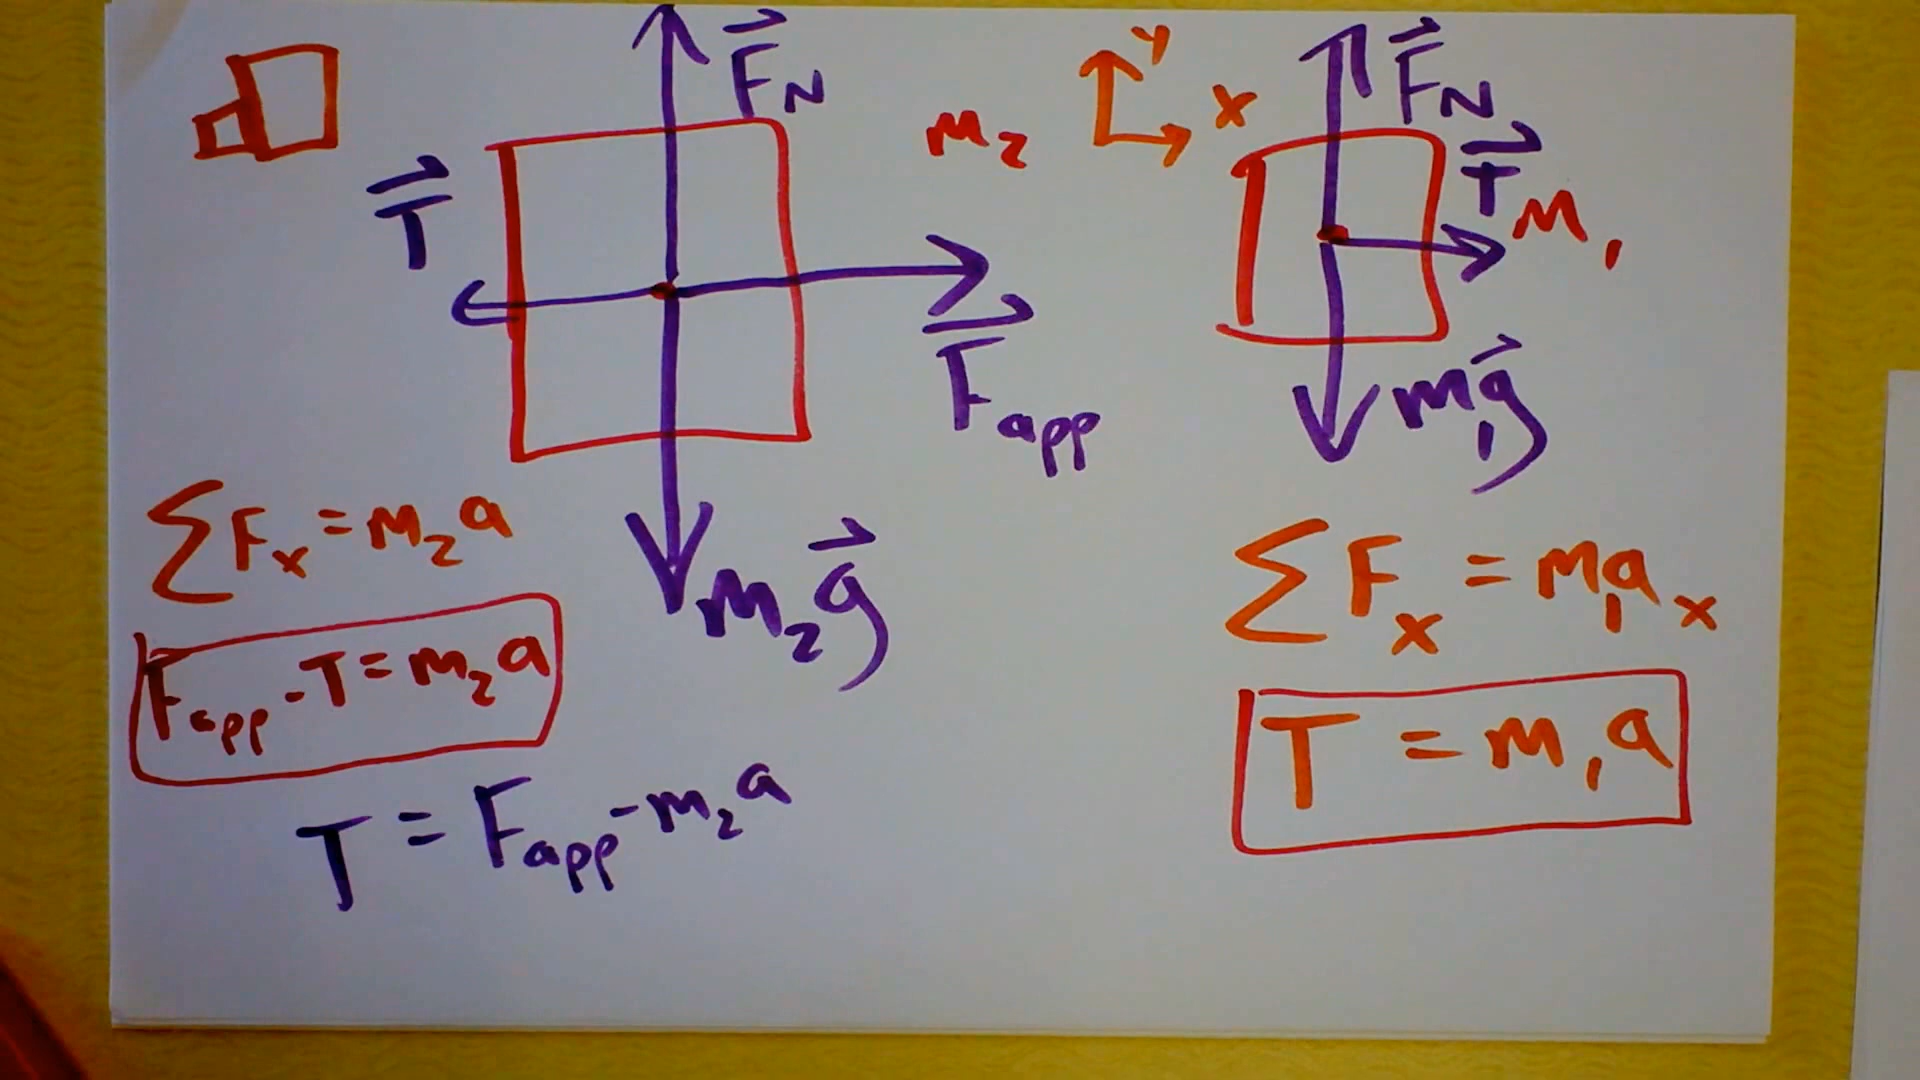 F⃗N
T⃗
F⃗app
m₂
m₂g⃗
ΣFx = m₂a
Fapp - T = m₂a
T = Fapp - m₂a
y
x
F⃗N
T⃗
m₁
m₁g⃗
ΣFx = m₁ax
T = m₁a